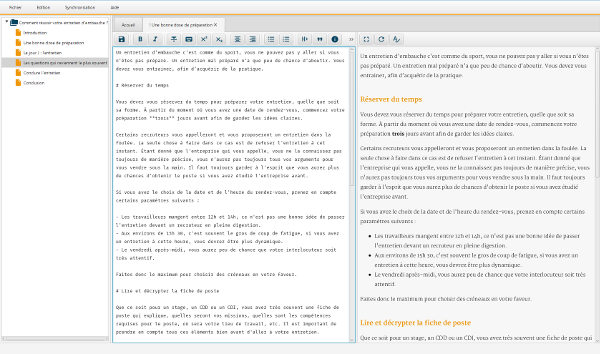 Fichier Edition Synchronisation Aide
Comment réussir votre entretien d'embauche ?
Introduction
Une bonne dose de préparation
Le jour J : l'entretien
Les questions qui reviennent le plus souvent
Conclure l'entretien
Conclusion
Accueil ! Une bonne dose de préparation
Un entretien d'embauche c'est comme du sport, vous ne pouvez pas y aller si vous
n'êtes pas préparé. Un entretien mal préparé n'a que peu de chance d'aboutir. Vous
devez vous entrainer, afin d'acquérir de la pratique.
# Réserver du temps
Vous devez vous réserver du temps pour préparer votre entretien, quelle que soit
sa forme. À partir du moment où vous avez une date de rendez-vous, commencez votre
préparation **trois** jours avant afin de garder les idées claires.
Certains recruteurs vous appelleront et vous proposeront un entretien dans la
foulée. La seule chose à faire dans ce cas est de refuser l'entretien à cet
instant. Étant donné que l'entreprise qui vous appelle, vous ne la connaissez pas
toujours de manière précise, vous n'aurez pas toujours tous vos arguments pour
vous vendre sous la main. Il faut toujours garder à l'esprit que vous aurez plus
de chances d'obtenir le poste si vous avez étudié l'entreprise avant.
Si vous avez le choix de la date et de l'heure du rendez-vous, prenez en compte
certains paramètres suivants :
- Les travailleurs mangent entre 12h et 14h, ce n'est pas une bonne idée de passer
l'entretien devant un recruteur en pleine digestion.
- Aux environs de 15h 30, c'est souvent le gros de coup de fatigue, si vous avez
un entretien à cette heure, vous devrez être plus dynamique.
- Le vendredi après-midi, vous aurez peu de chance que votre interlocuteur soit
très attentif.
Faites donc le maximum pour choisir des créneaux en votre faveur.
# Lire et décrypter la fiche de poste
Que ce soit pour un stage, un CDD ou un CDI, vous avez très souvent une fiche de
poste qui explique, quelles seront vos missions, quelles sont les compétences
requises pour le poste, où sera votre lieu de travail, etc. Il est important de
prendre en compte tous ces éléments bien avant d'aller à votre entretien.
Un entretien d'embauche c'est comme du sport, vous ne pouvez pas y aller si vous
n'êtes pas préparé. Un entretien mal préparé n'a que peu de chance d'aboutir. Vous devez vous
entrainer, afin d'acquérir de la pratique.
Réserver du temps
Vous devez vous réserver du temps pour préparer votre entretien, quelle que soit sa
forme. À partir du moment où vous avez une date de rendez-vous, commencez votre
préparation trois jours avant afin de garder les idées claires.
Certains recruteurs vous appelleront et vous proposeront un entretien dans la foulée. La
seule chose à faire dans ce cas est de refuser l'entretien à cet instant. Étant donné que
l'entreprise qui vous appelle, vous ne la connaissez pas toujours de manière précise, vous
n'aurez pas toujours tous vos arguments pour vous vendre sous la main. Il faut toujours
garder à l'esprit que vous aurez plus de chances d'obtenir le poste si vous avez étudié
l'entreprise avant.
Si vous avez le choix de la date et de l'heure du rendez-vous, prenez en compte certains
paramètres suivants :
Les travailleurs mangent entre 12h et 14h, ce n'est pas une bonne idée de passer
l'entretien devant un recruteur en pleine digestion.
Aux environs de 15h 30, c'est souvent le gros de coup de fatigue, si vous avez un
entretien à cette heure, vous devrez être plus dynamique.
Le vendredi après-midi, vous aurez peu de chance que votre interlocuteur soit très
attentif.
Faites donc le maximum pour choisir des créneaux en votre faveur.
Lire et décrypter la fiche de poste
Que ce soit pour un stage, un CDD ou un CDI, vous avez très souvent une fiche de poste qui